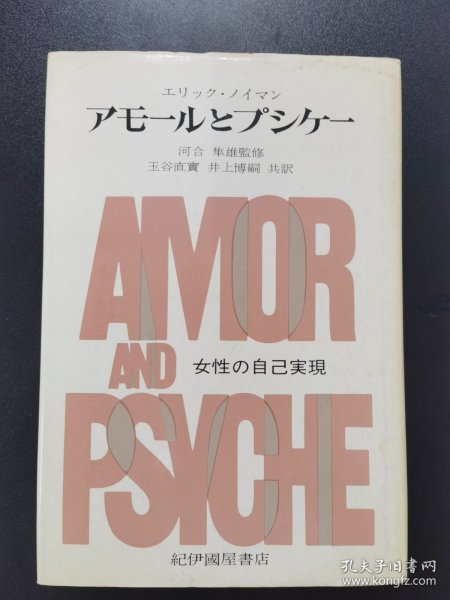 エリック・ノイマン
アモールとプシケー
河合 隼雄監修
玉谷直實 井上博嗣 共訳
AMOR
AND
女性の自己実現
PSYCHE
紀伊國屋書店
孔夫子旧书网
www.kongfz.com